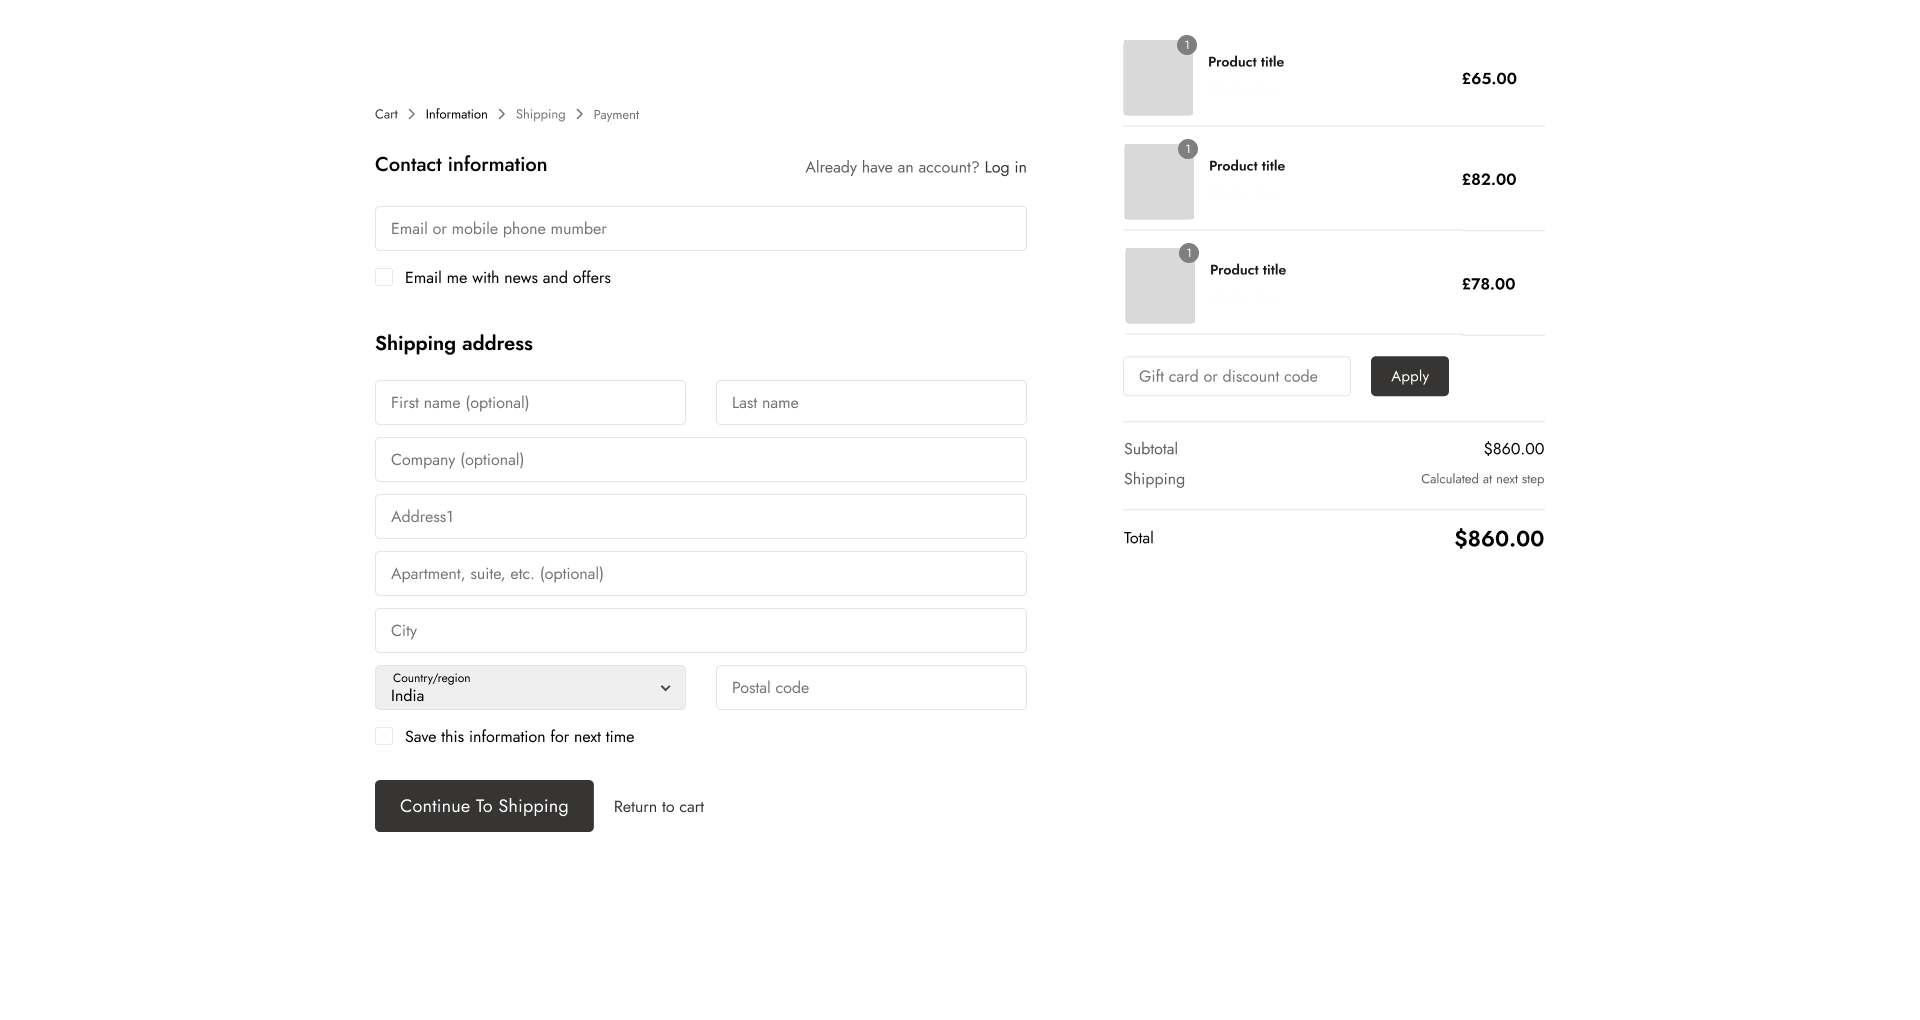 Cart > Information > Shipping > Payment
Contact information
Already have an account? Log in
Email or mobile phone mumber
Email me with news and offers
Shipping address
First name (optional)
Last name
Company (optional)
Address1
Apartment, suite, etc. (optional)
City
Country/region
India
Postal code
Save this information for next time
Continue To Shipping
Return to cart
1
Product title
£65.00
1
Product title
£82.00
1
Product title
£78.00
Gift card or discount code
Apply
Subtotal
$860.00
Shipping
Calculated at next step
Total
$860.00